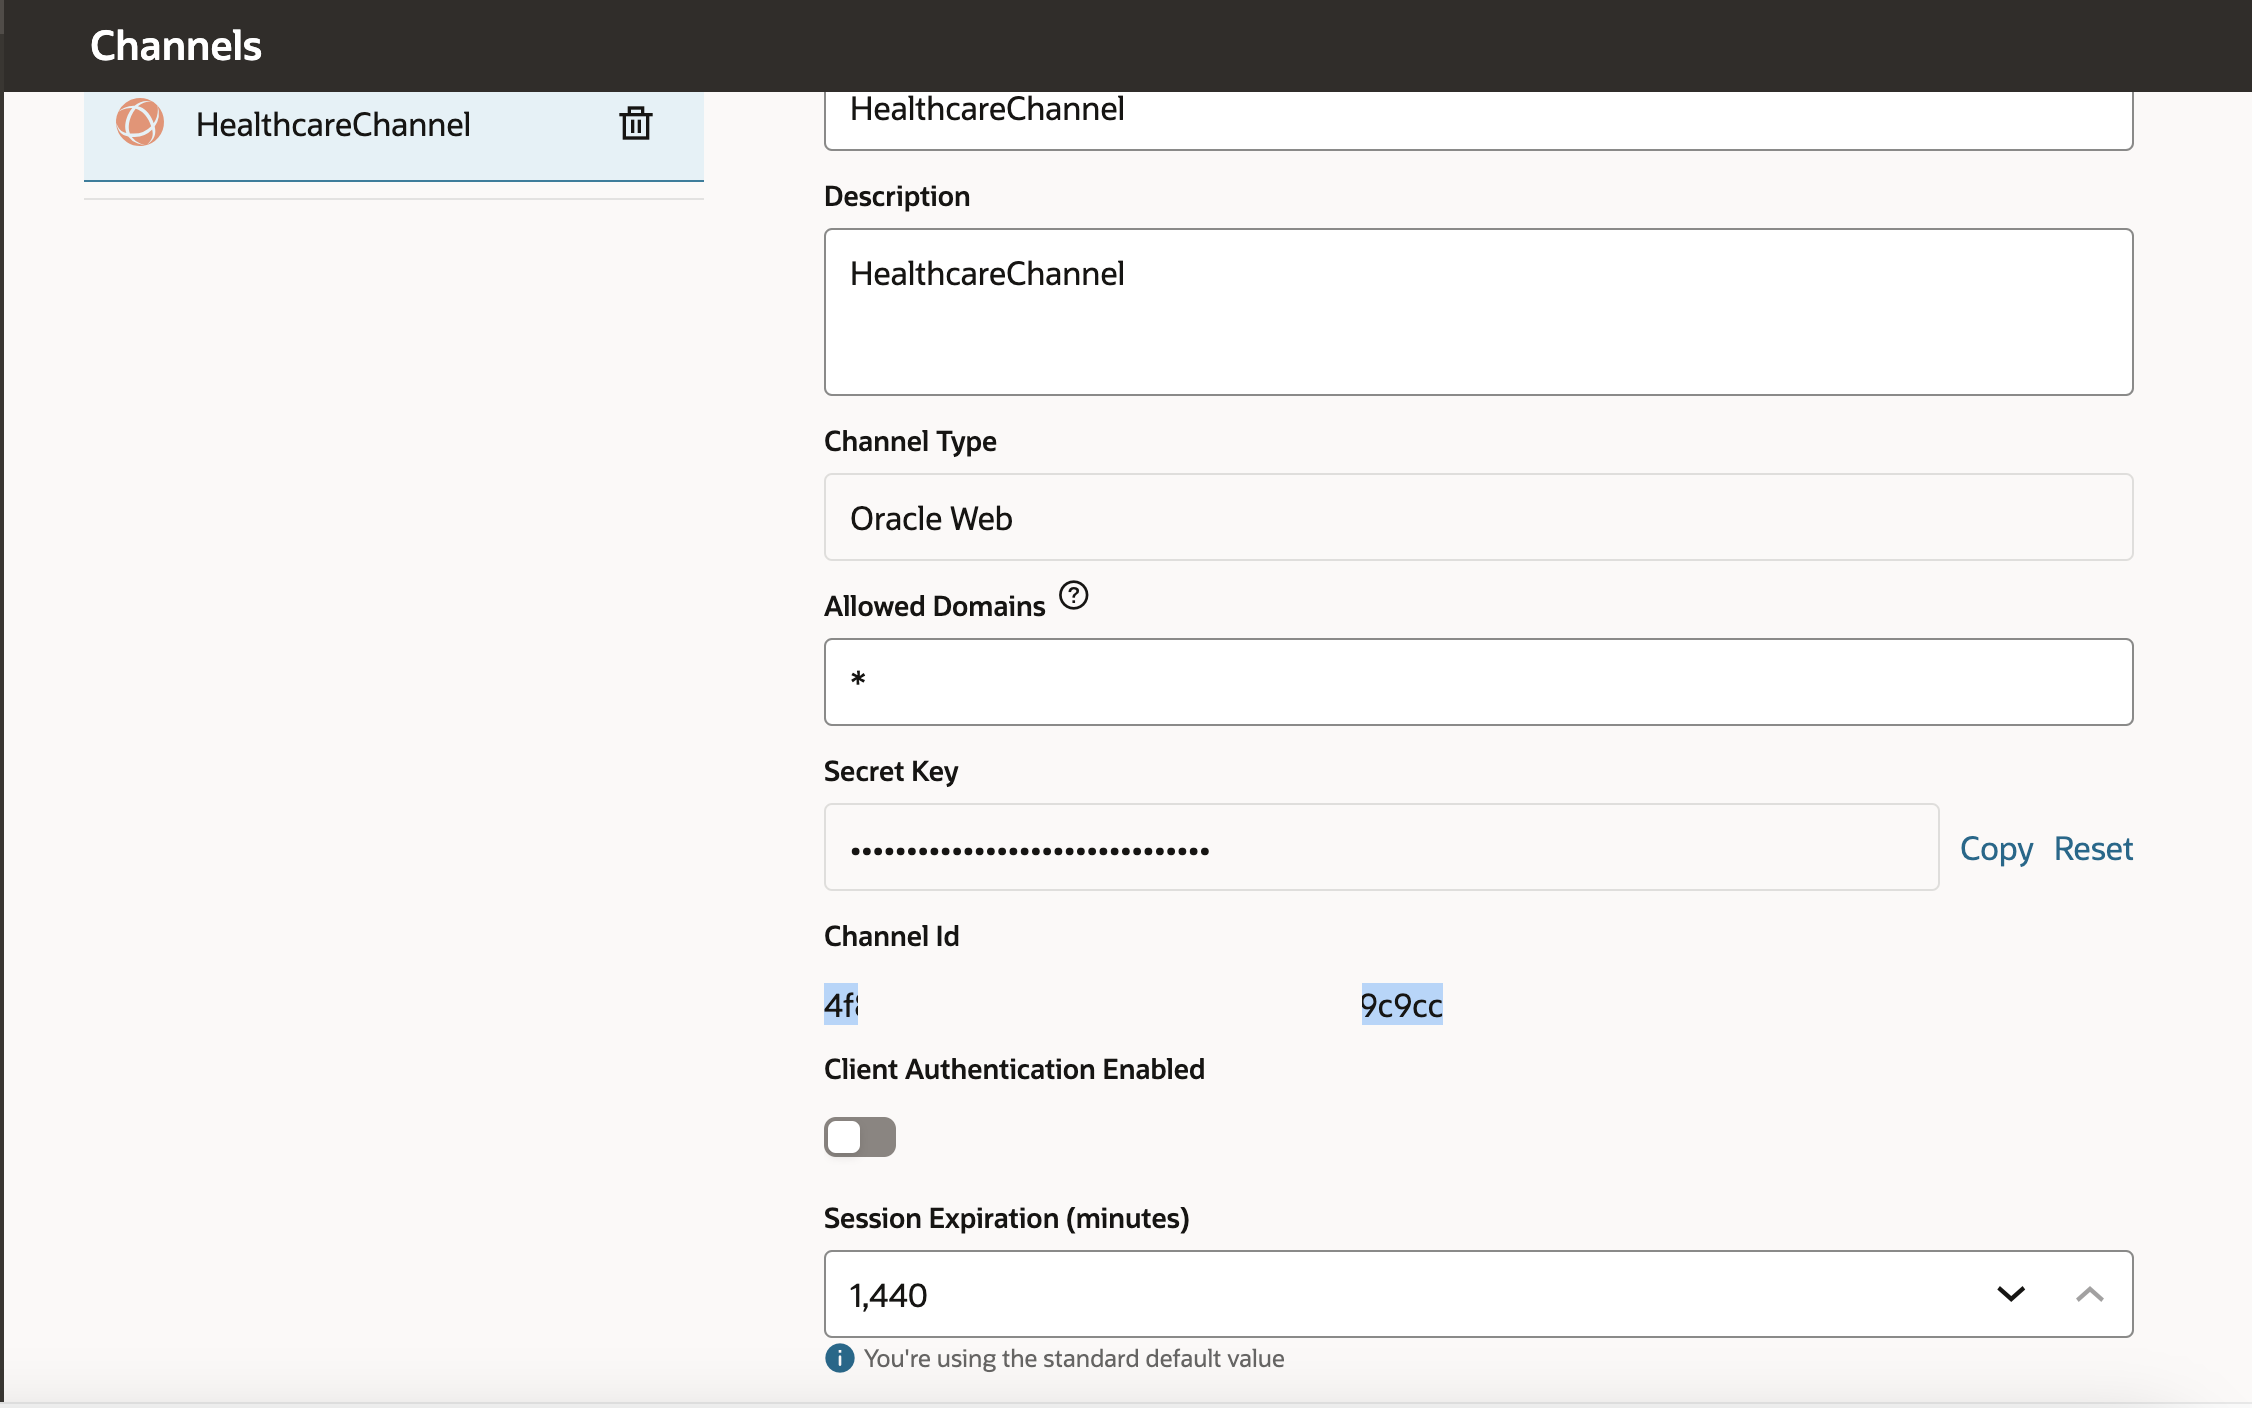 Channels
HealthcareChannel
HealthcareChannel
Description
HealthcareChannel
Channel Type
Oracle Web
Allowed Domains ?
*
Secret Key
••••••••••••••••••••••••••••••••
Copy Reset
Channel Id
4f 9c9cc
Client Authentication Enabled
Session Expiration (minutes)
1,440
You're using the standard default value